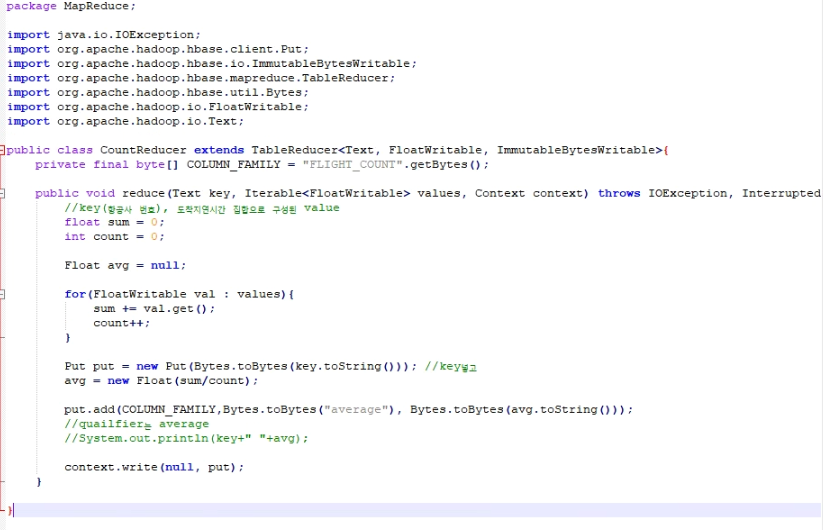 package MapReduce;
import java.io.IOException;
import org.apache.hadoop.hbase.client.Put;
import org.apache.hadoop.hbase.io.ImmutableBytesWritable;
import org.apache.hadoop.hbase.mapreduce.TableReducer;
import org.apache.hadoop.hbase.util.Bytes;
import org.apache.hadoop.io.FloatWritable;
import org.apache.hadoop.io.Text;
public class CountReducer extends TableReducer<Text, FloatWritable, ImmutableBytesWritable>{
private final byte[] COLUMN_FAMILY = "FLIGHT_COUNT".getBytes();
public void reduce(Text key, Iterable<FloatWritable> values, Context context) throws IOException, Interrupted
//key(항공사 번호), 도착지연시간 집합으로 구성된 value
float sum = 0;
int count = 0;
Float avg = null;
for(FloatWritable val : values){
sum += val.get();
count++;
}
Put put = new Put(Bytes.toBytes(key.toString())); //key넣고
avg = new Float(sum/count);
put.add(COLUMN_FAMILY,Bytes.toBytes("average"), Bytes.toBytes(avg.toString()));
//quailfier는 average
//System.out.println(key+" "+avg);
context.write(null, put);
}
}